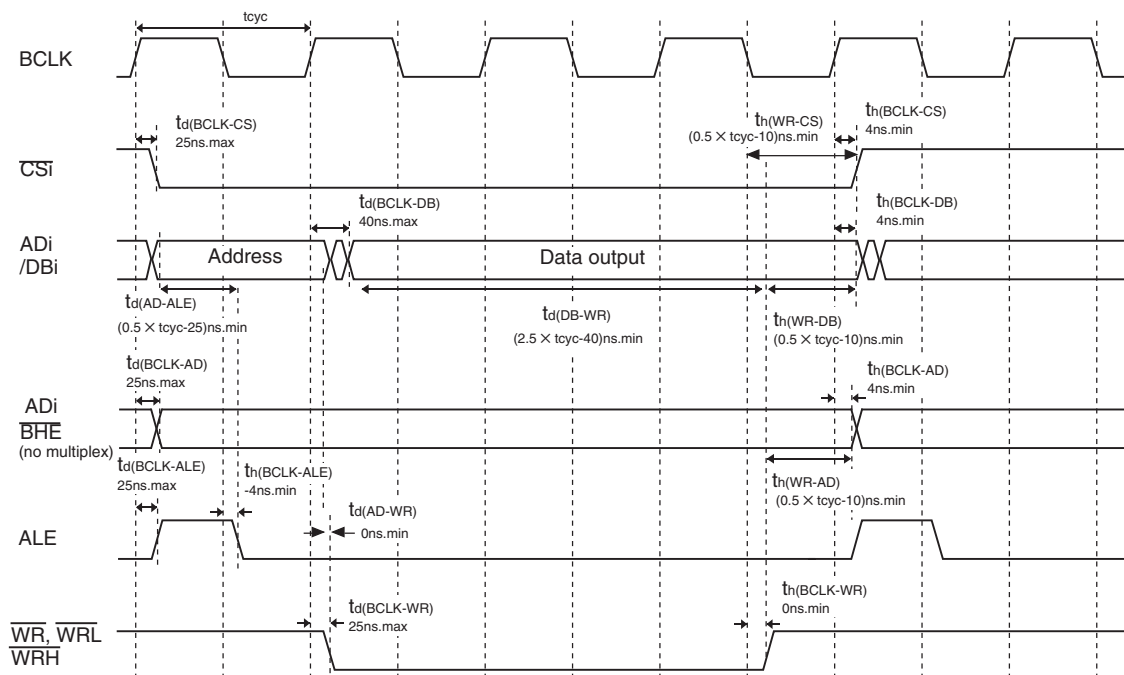 tcyc
BCLK
td(BCLK-CS)
25ns.max
th(WR-CS)
(0.5 × tcyc-10)ns.min
th(BCLK-CS)
4ns.min
CSi
td(BCLK-DB)
40ns.max
th(BCLK-DB)
4ns.min
ADi
/DBi
Address
Data output
td(AD-ALE)
(0.5 × tcyc-25)ns.min
td(DB-WR)
(2.5 × tcyc-40)ns.min
th(WR-DB)
(0.5 × tcyc-10)ns.min
td(BCLK-AD)
25ns.max
th(BCLK-AD)
4ns.min
ADi
BHE
(no multiplex)
td(BCLK-ALE)
25ns.max
th(BCLK-ALE)
-4ns.min
th(WR-AD)
(0.5 × tcyc-10)ns.min
td(AD-WR)
0ns.min
ALE
td(BCLK-WR)
25ns.max
th(BCLK-WR)
0ns.min
WR, WRL
WRH